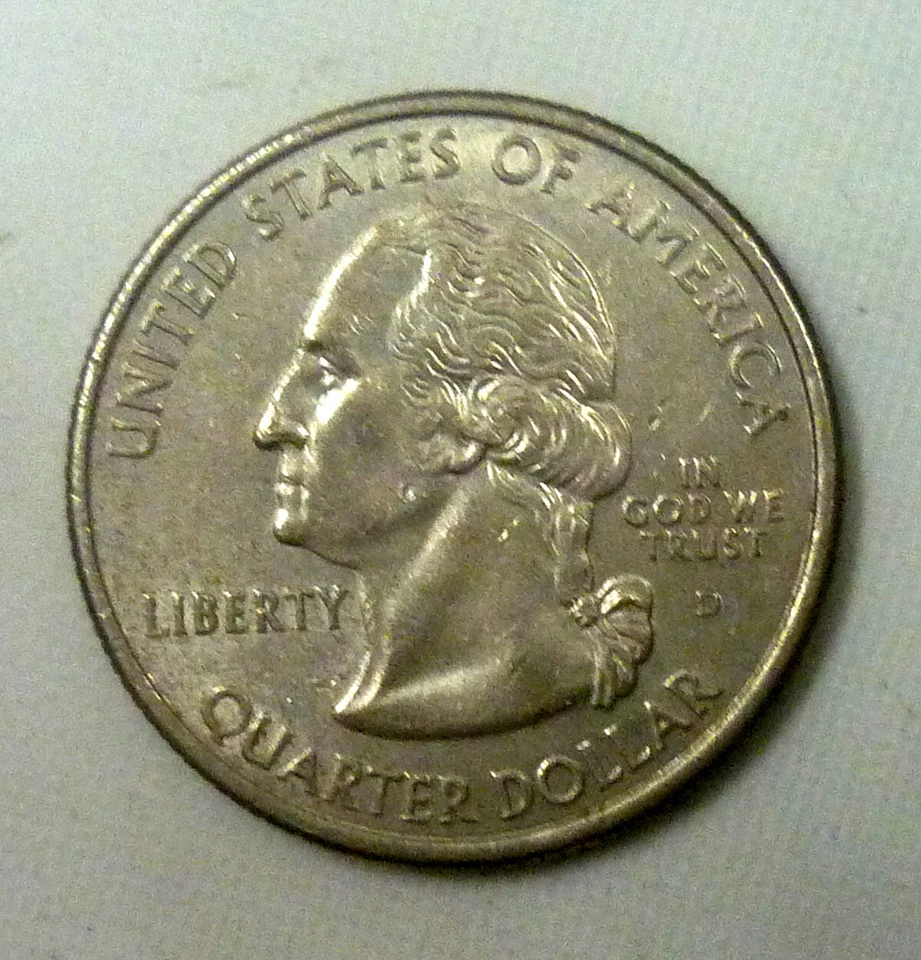 UNITED STATES OF AMERICA
LIBERTY
IN
GOD WE
TRUST
D
QUARTER DOLLAR